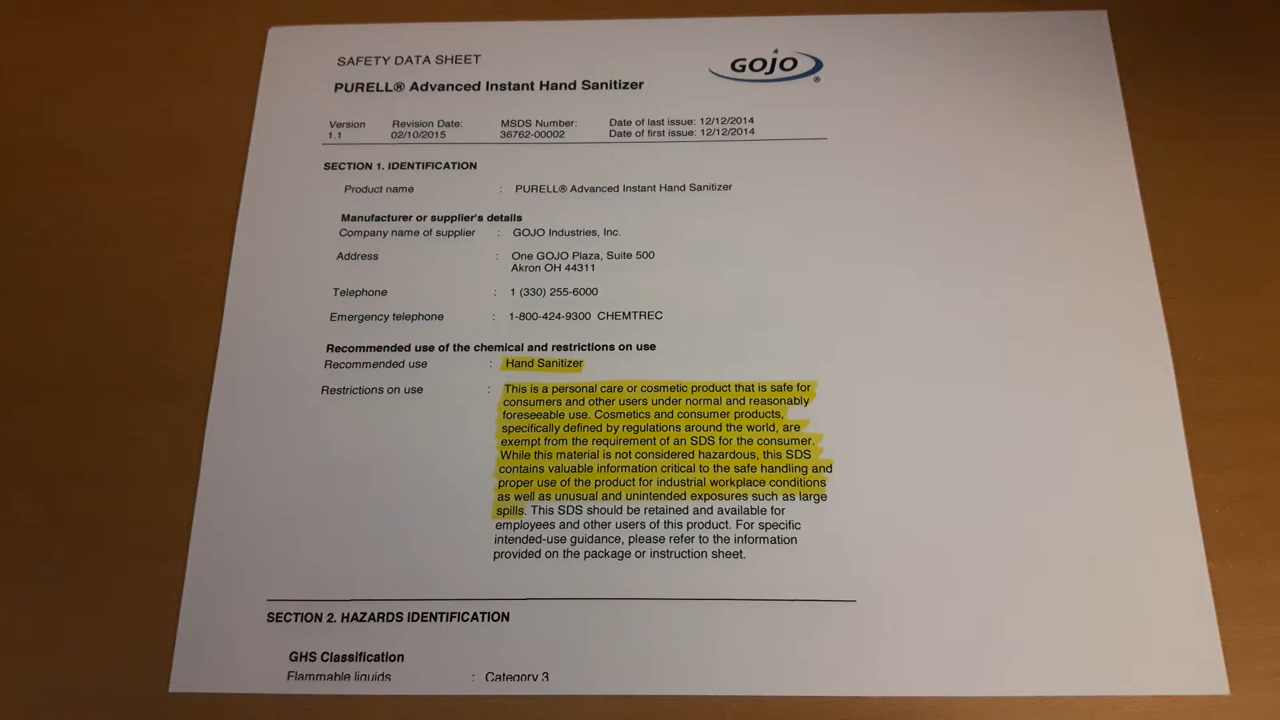 SAFETY DATA SHEET
GOJO®
PURELL® Advanced Instant Hand Sanitizer
Version Revision Date: MSDS Number: Date of last issue: 12/12/2014
1.1 02/10/2015 36762-00002 Date of first issue: 12/12/2014
SECTION 1. IDENTIFICATION
Product name : PURELL® Advanced Instant Hand Sanitizer
Manufacturer or supplier's details
Company name of supplier : GOJO Industries, Inc.
Address : One GOJO Plaza, Suite 500
Akron OH 44311
Telephone : 1 (330) 255-6000
Emergency telephone : 1-800-424-9300 CHEMTREC
Recommended use of the chemical and restrictions on use
Recommended use : Hand Sanitizer
Restrictions on use : This is a personal care or cosmetic product that is safe for
consumers and other users under normal and reasonably
foreseeable use. Cosmetics and consumer products,
specifically defined by regulations around the world, are
exempt from the requirement of an SDS for the consumer.
While this material is not considered hazardous, this SDS
contains valuable information critical to the safe handling and
proper use of the product for industrial workplace conditions
as well as unusual and unintended exposures such as large
spills. This SDS should be retained and available for
employees and other users of this product. For specific
intended-use guidance, please refer to the information
provided on the package or instruction sheet.
SECTION 2. HAZARDS IDENTIFICATION
GHS Classification
Flammable liquids : Category 3